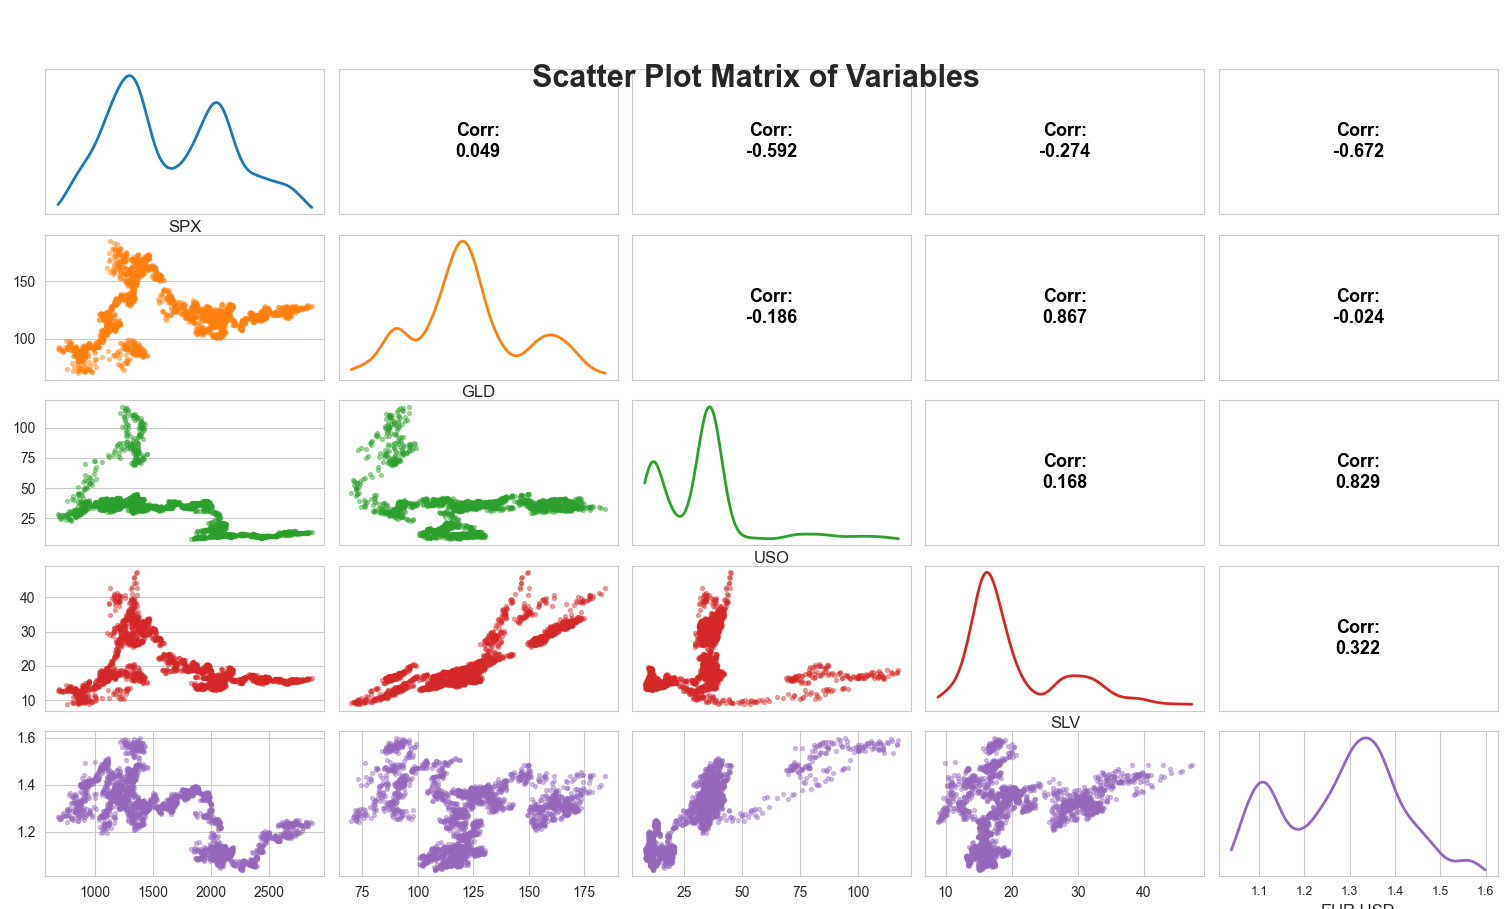 Scatter Plot Matrix of Variables
Corr:
0.049
Corr:
-0.592
Corr:
-0.274
Corr:
-0.672
SPX
150
100
Corr:
-0.186
Corr:
0.867
Corr:
-0.024
GLD
100
75
50
25
Corr:
0.168
Corr:
0.829
USO
40
30
20
10
Corr:
0.322
SLV
1.6
1.4
1.2
1000 1500 2000 2500
75 100 125 150 175
25 50 75 100
10 20 30 40
1.1 1.2 1.3 1.4 1.5 1.6